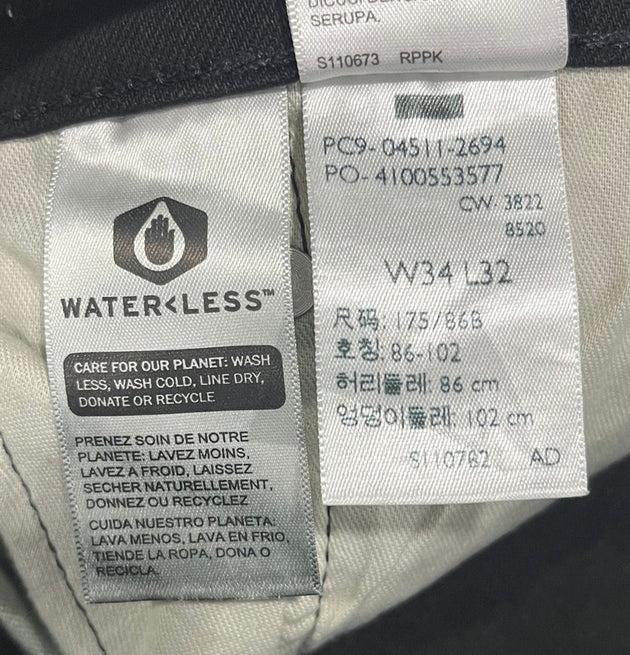 SERUPA.
S110673 RPPK
WATER<LESS™
CARE FOR OUR PLANET: WASH
LESS, WASH COLD, LINE DRY,
DONATE OR RECYCLE
PRENEZ SOIN DE NOTRE
PLANETE: LAVEZ MOINS,
LAVEZ A FROID, LAISSEZ
SECHER NATURELLEMENT,
DONNEZ OU RECYCLEZ
CUIDA NUESTRO PLANETA:
LAVA MENOS, LAVA EN FRIO,
TIENDE LA ROPA, DONA O
RECICLA.
PC9-04511-2694
PO-4100553577
CW 3822
8520
W34 L32
尺码: 175/86B
호칭: 86-102
허리둘레: 86 cm
엉덩이둘레: 102 cm
S110762 AD